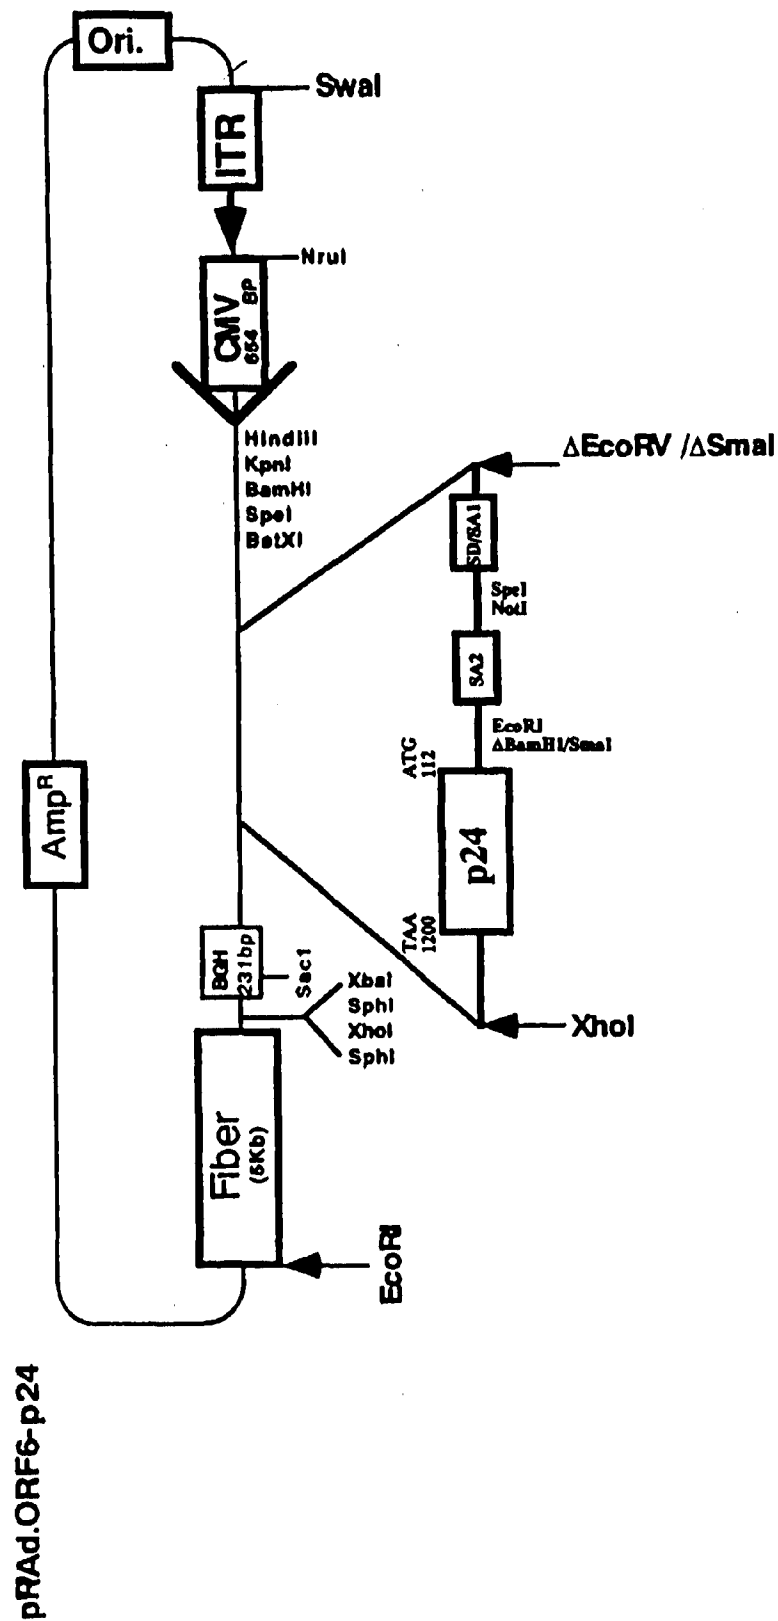 Ori.
SwaI
ITR
NruI
CMV
654 BP
HindIII
KpnI
BamHI
SpeI
BstXI
ΔEcoRV /ΔSmaI
SD/SA1
SpeI
NotI
SA2
EcoRI
ΔBamHI/SmaI
ATG
112
p24
TAA
1200
XhoI
AmpR
BGH
231bp
Sac1
XbaI
SphI
XhoI
SphI
Fiber
(5Kb)
EcoRI
pRAd.ORF6-p24